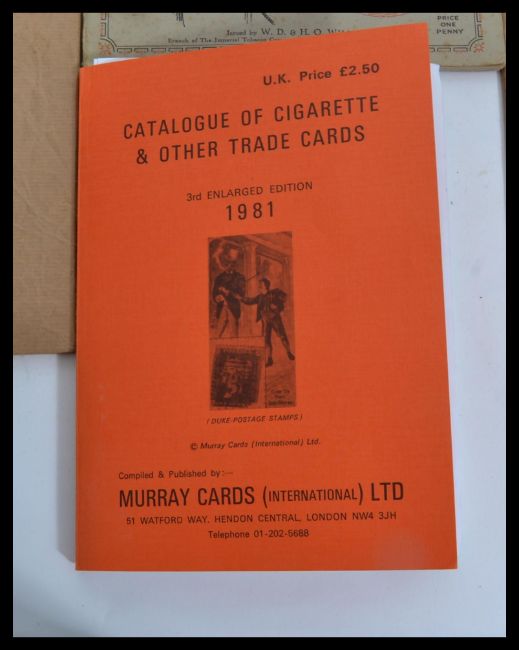 Issued by W. D. & H. O.
Branch of The Imperial Tobacco
PRICE
ONE
PENNY
U.K. Price £2.50
CATALOGUE OF CIGARETTE
& OTHER TRADE CARDS
3rd ENLARGED EDITION
1981
(DUKE-POSTAGE STAMPS)
© Murray Cards (International) Ltd.
Compiled & Published by:—
MURRAY CARDS (INTERNATIONAL) LTD
51 WATFORD WAY, HENDON CENTRAL, LONDON NW4 3JH
Telephone 01-202-5688